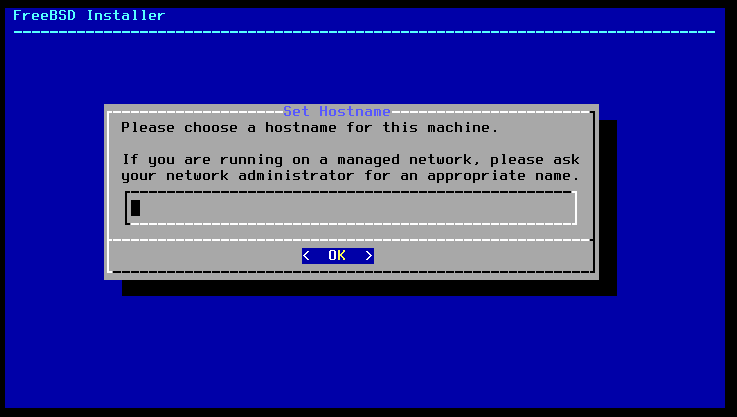 FreeBSD Installer
Set Hostname
Please choose a hostname for this machine.
If you are running on a managed network, please ask
your network administrator for an appropriate name.
< OK >